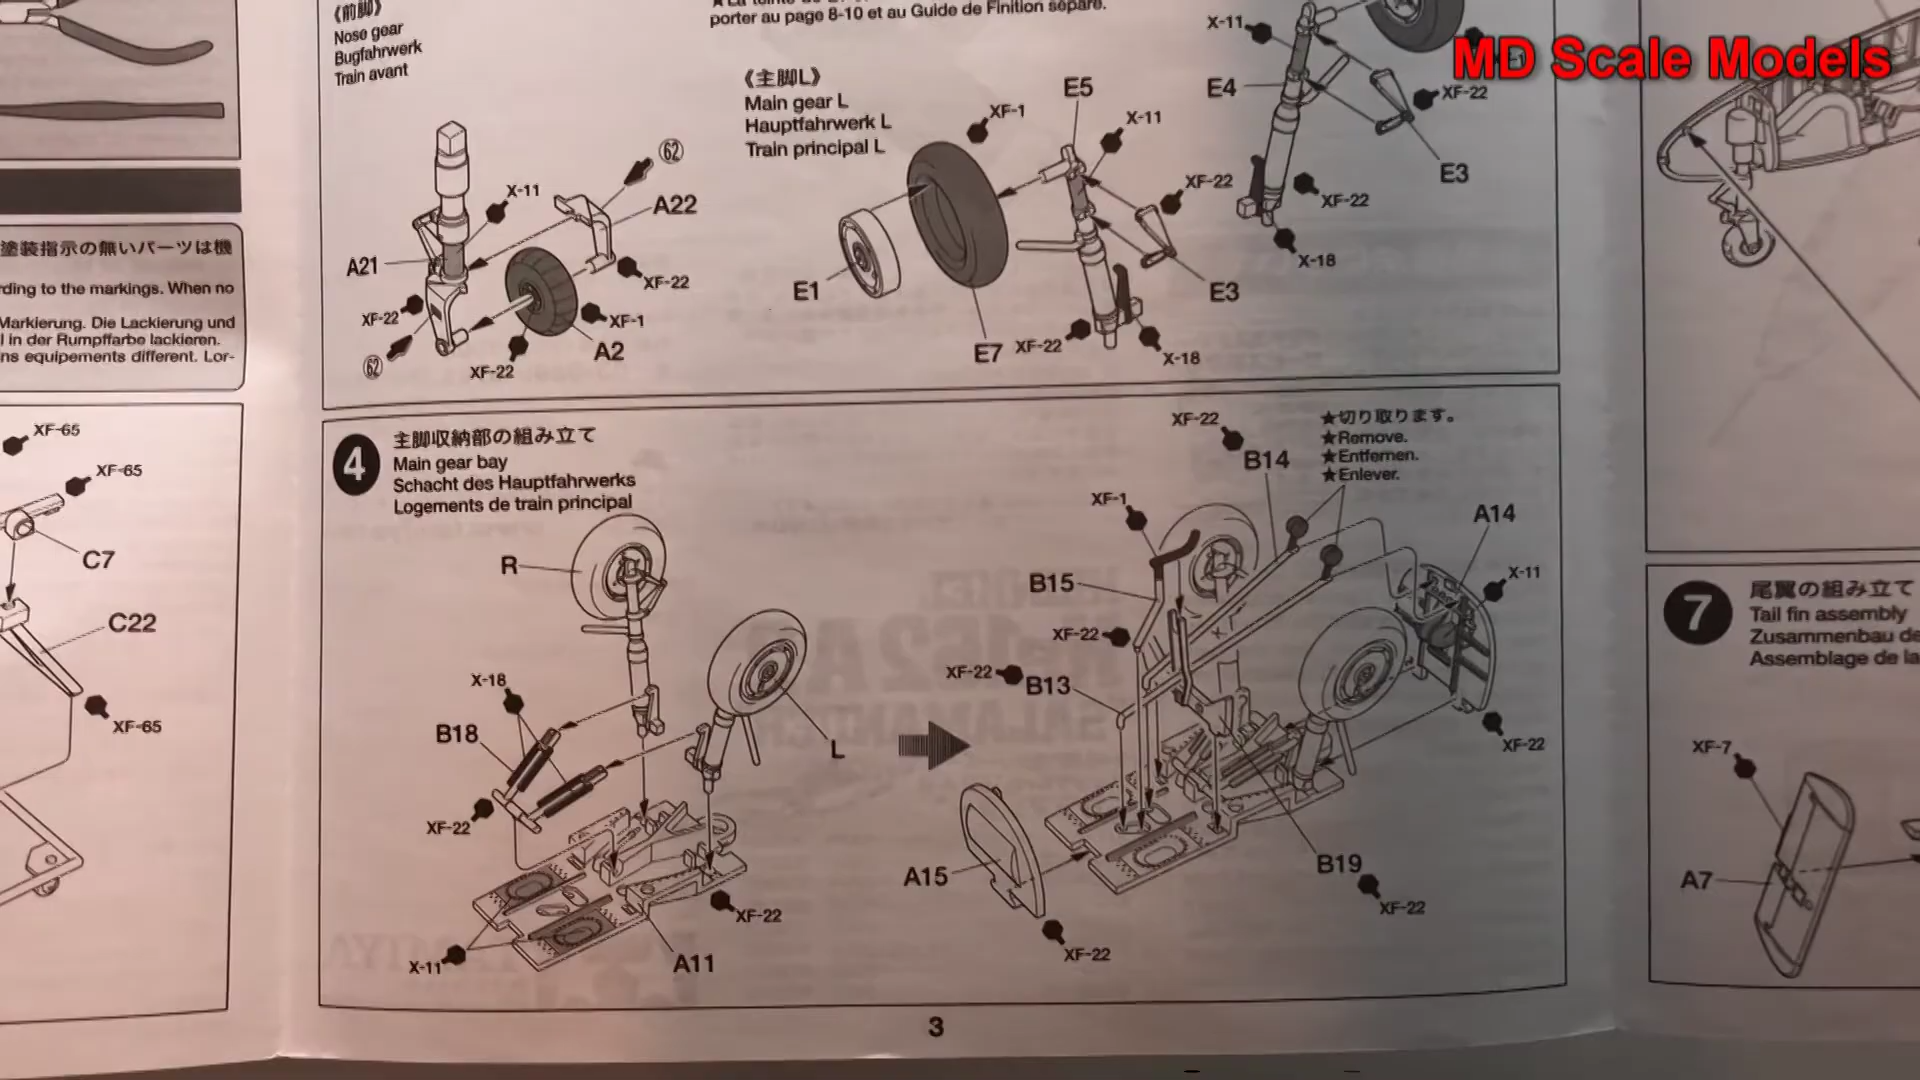 MD Scale Models
porter au page 8-10 et au Guide de Finition séparé.
《前脚》
Nose gear
Bugfahrwerk
Train avant
X-11
62
A22
A21
XF-22
XF-22
XF-1
62
A2
XF-22
《主脚L》
Main gear L
Hauptfahrwerk L
Train principal L
XF-1
E5
X-11
XF-22
E1
E3
E7
XF-22
X-18
X-11
E4
XF-22
E3
XF-22
X-18
塗装指示の無いパーツは機
rding to the markings. When no
Markierung. Die Lackierung und
l in der Rumpffarbe lackieren.
ns equipements different. Lor-
XF-65
XF-65
C7
C22
XF-65
4
主脚収納部の組み立て
Main gear bay
Schacht des Hauptfahrwerks
Logements de train principal
R
X-18
B18
L
XF-22
XF-22
X-11
A11
XF-22
B14
★切り取ります。
★Remove.
★Entfernen.
★Enlever.
XF-1
A14
X-11
B15
XF-22
XF-22
B13
XF-22
A15
B19
XF-22
XF-22
3
7
尾翼の組み立て
Tail fin assembly
Zusammenbau de
Assemblage de la
XF-7
A7